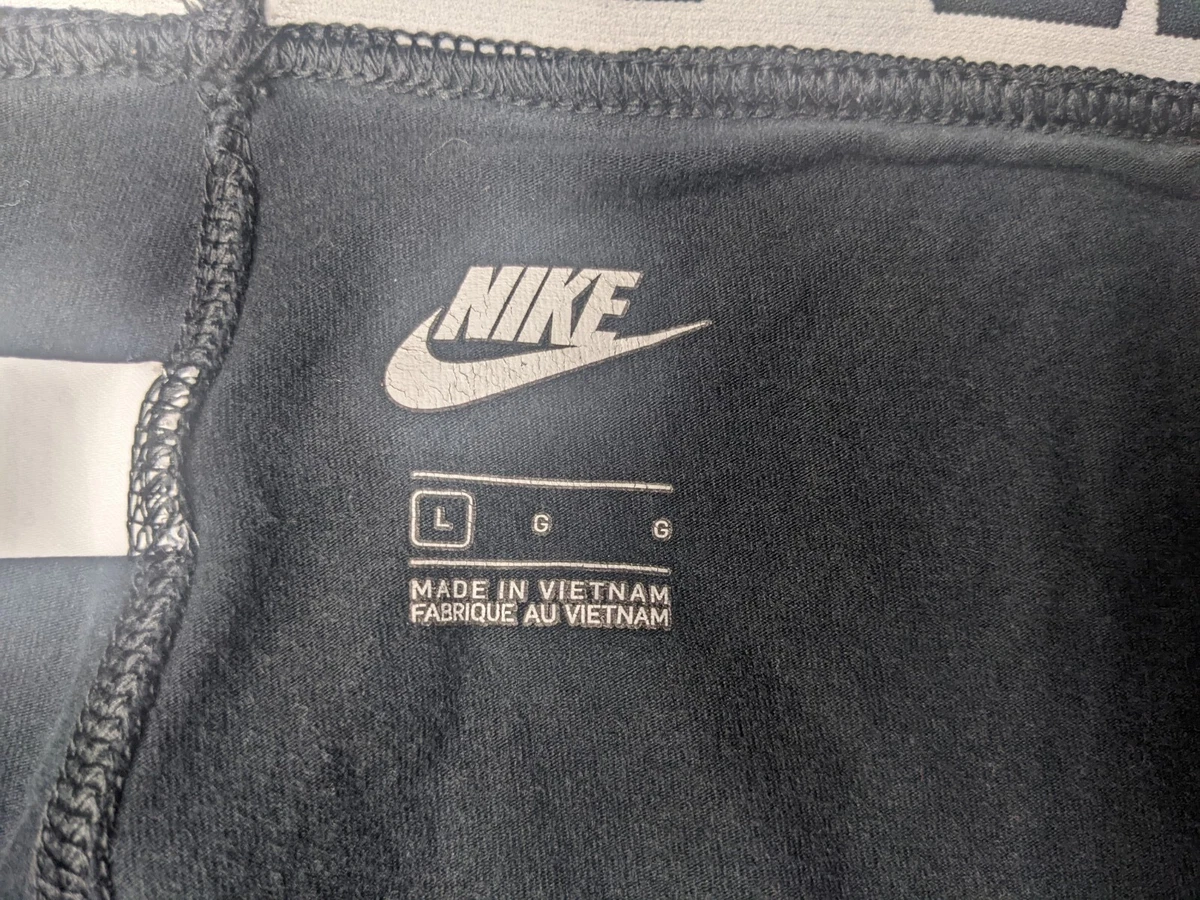 NIKE
L G G
MADE IN VIETNAM
FABRIQUE AU VIETNAM